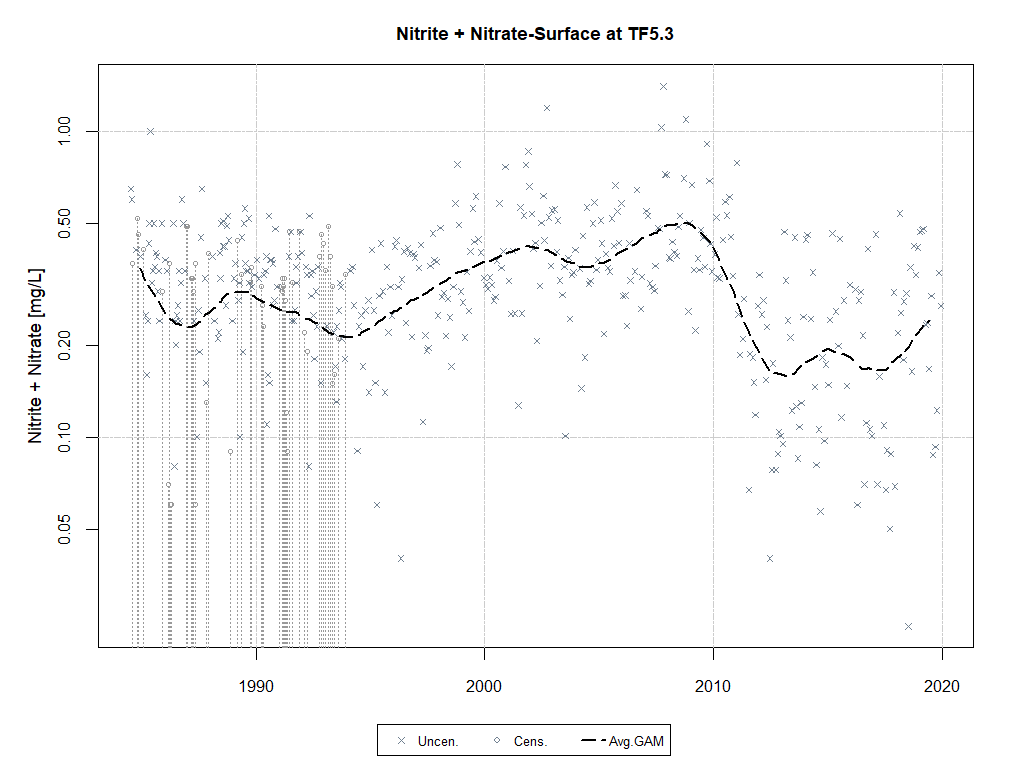 Nitrite + Nitrate-Surface at TF5.3
Nitrite + Nitrate [mg/L]
1.00
0.50
0.20
0.10
0.05
1990 2000 2010 2020
Uncen. Cens. Avg.GAM